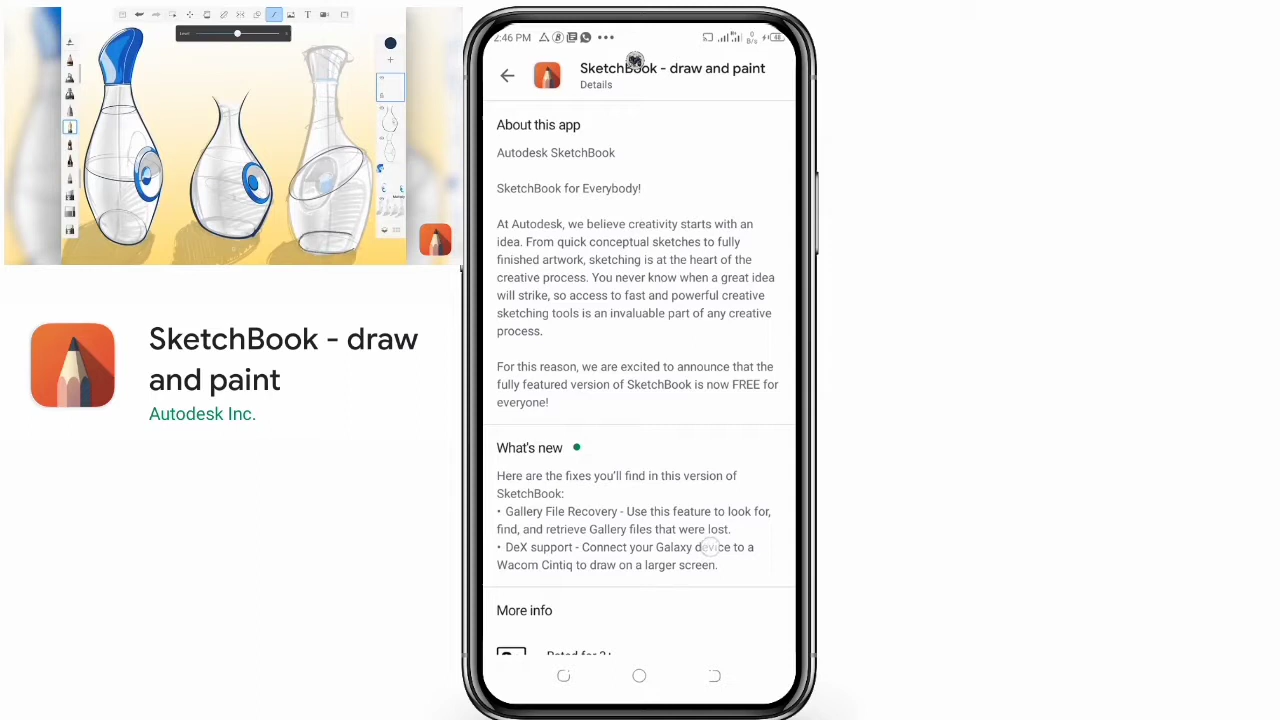 SketchBook - draw
and paint
Autodesk Inc.
2:46 PM
SketchBook - draw and paint
Details
About this app
Autodesk SketchBook
SketchBook for Everybody!
At Autodesk, we believe creativity starts with an
idea. From quick conceptual sketches to fully
finished artwork, sketching is at the heart of the
creative process. You never know when a great idea
will strike, so access to fast and powerful creative
sketching tools is an invaluable part of any creative
process.
For this reason, we are excited to announce that the
fully featured version of SketchBook is now FREE for
everyone!
What's new
Here are the fixes you'll find in this version of
SketchBook:
• Gallery File Recovery - Use this feature to look for,
find, and retrieve Gallery files that were lost.
• DeX support - Connect your Galaxy device to a
Wacom Cintiq to draw on a larger screen.
More info
Rated for 3+